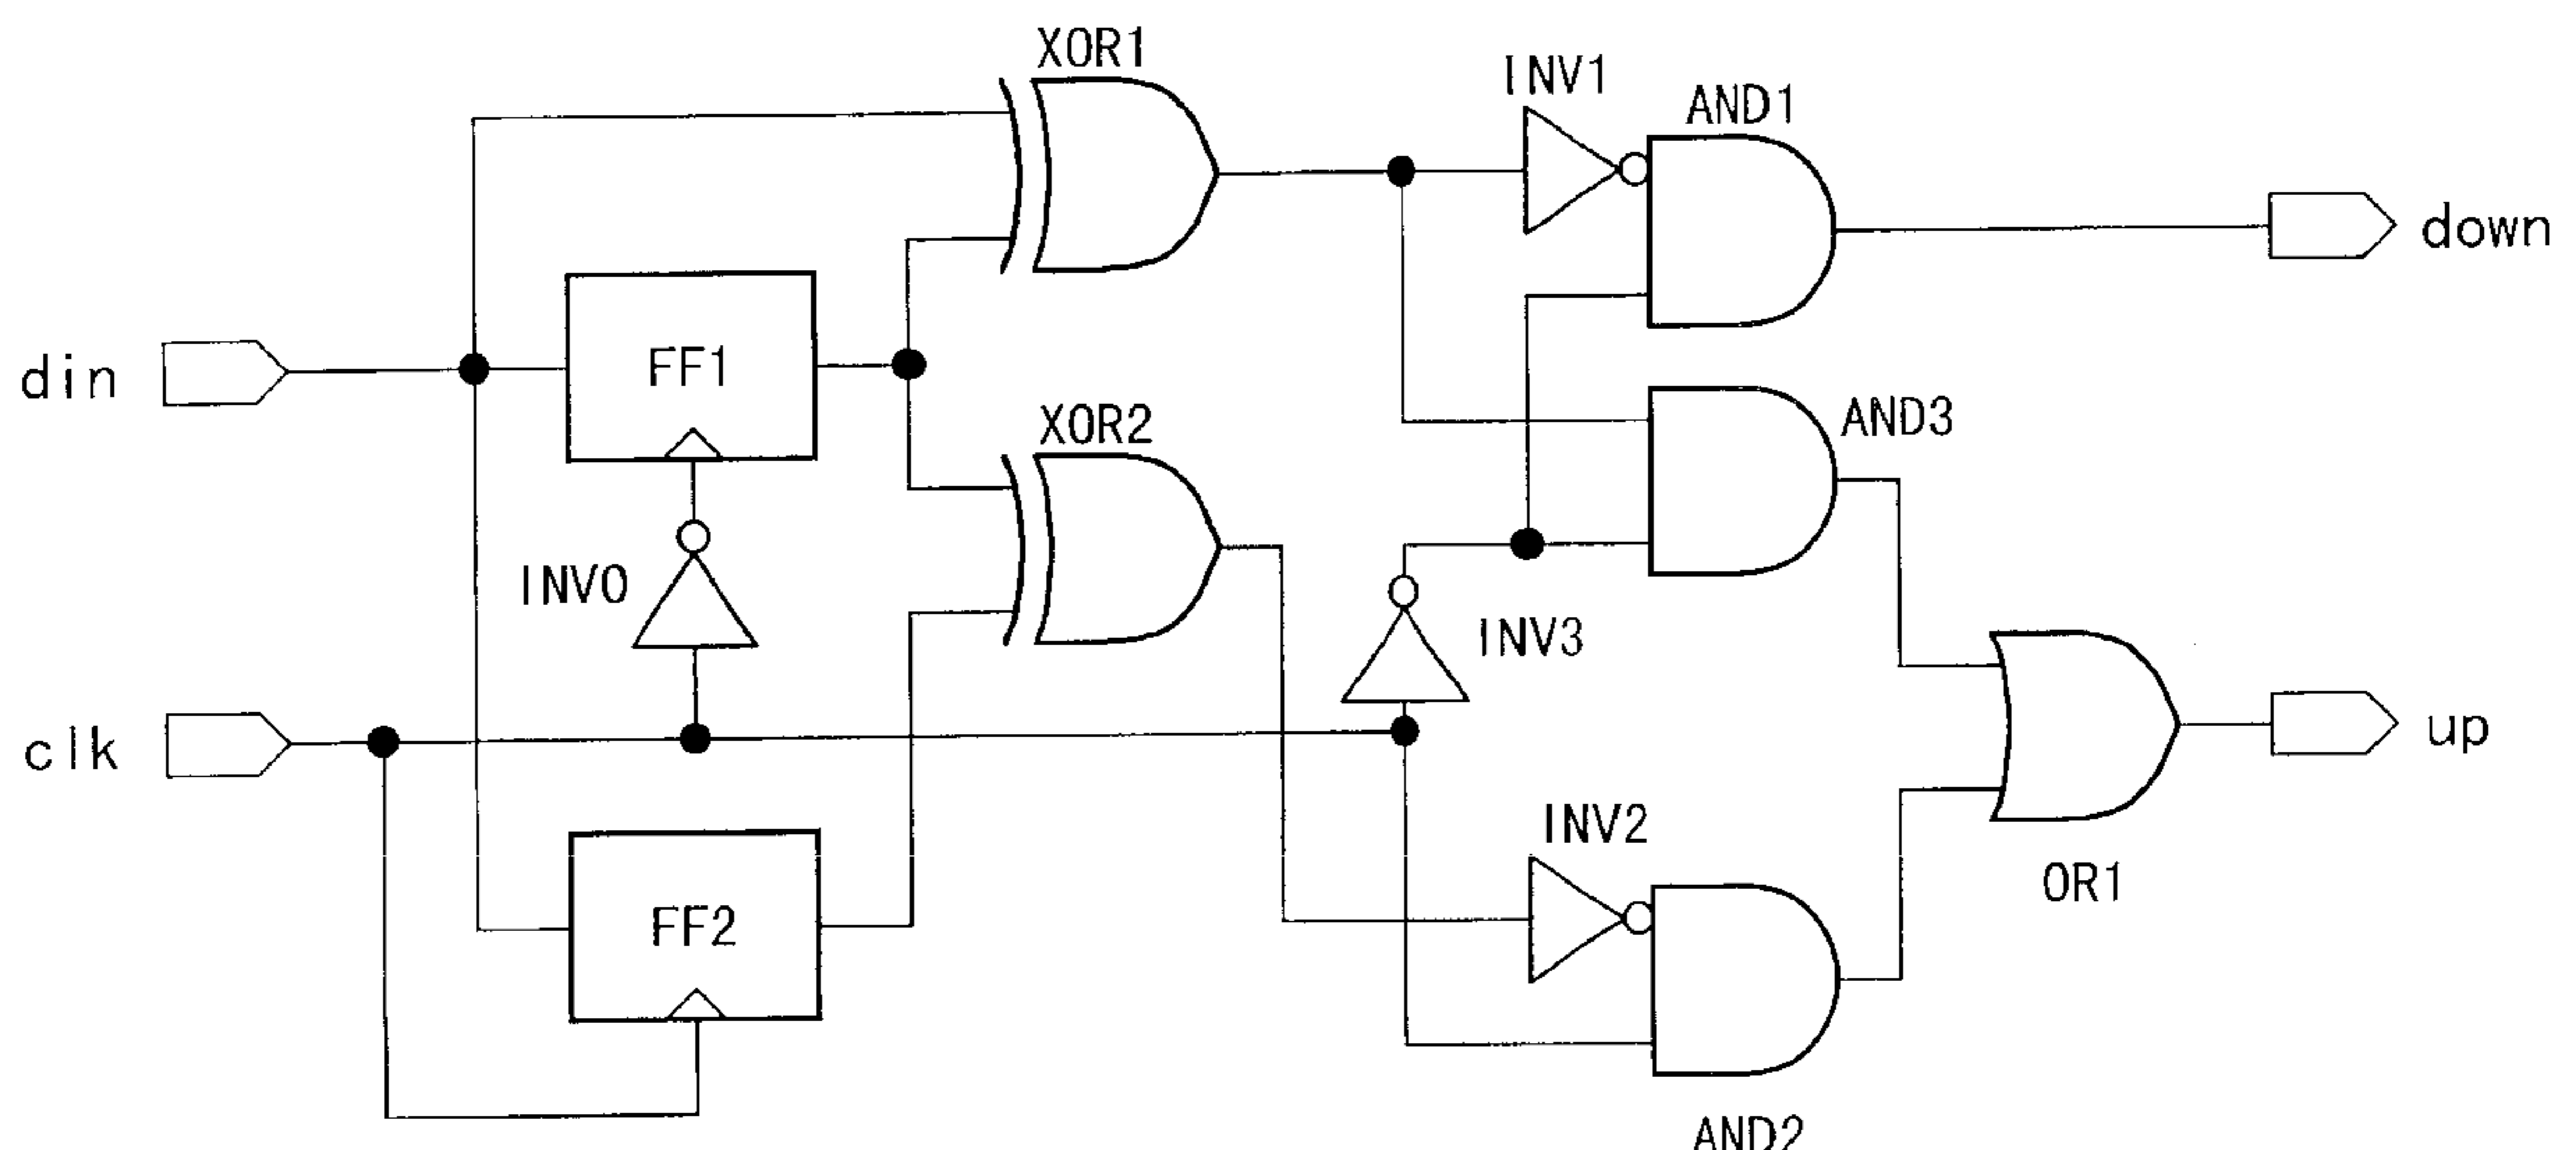 XOR1
INV1
AND1
down
din
FF1
XOR2
AND3
INV0
INV3
clk
up
INV2
FF2
OR1
AND2